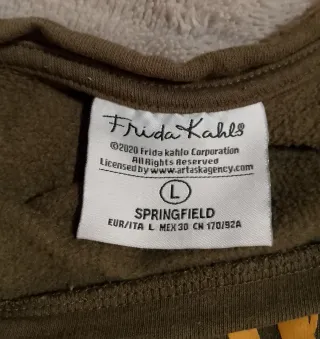 Frida Kahlo
©2020 Frida kahlo Corporation
All Rights Reserved
Licensed by www.artaskagency.com
L
SPRINGFIELD
EUR/ITA L MEX 30 CN 170/92A